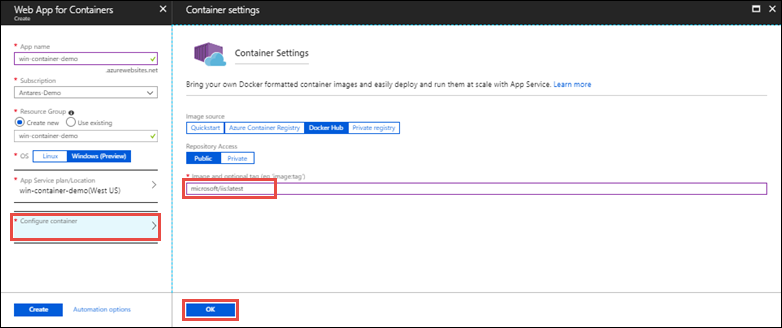 Web App for Containers
Create
* App name
win-container-demo
.azurewebsites.net
* Subscription
Antares-Demo
* Resource Group
Create new Use existing
win-container-demo
* OS Linux Windows (Preview)
* App Service plan/Location
win-container-demo(West US)
* Configure container
Create Automation options
Container settings
Container Settings
Bring your own Docker formatted container images and easily deploy and run them at scale with App Service. Learn more
Image source
Quickstart Azure Container Registry Docker Hub Private registry
Repository Access
Public Private
* Image and optional tag (eg 'image:tag')
microsoft/iis:latest
OK